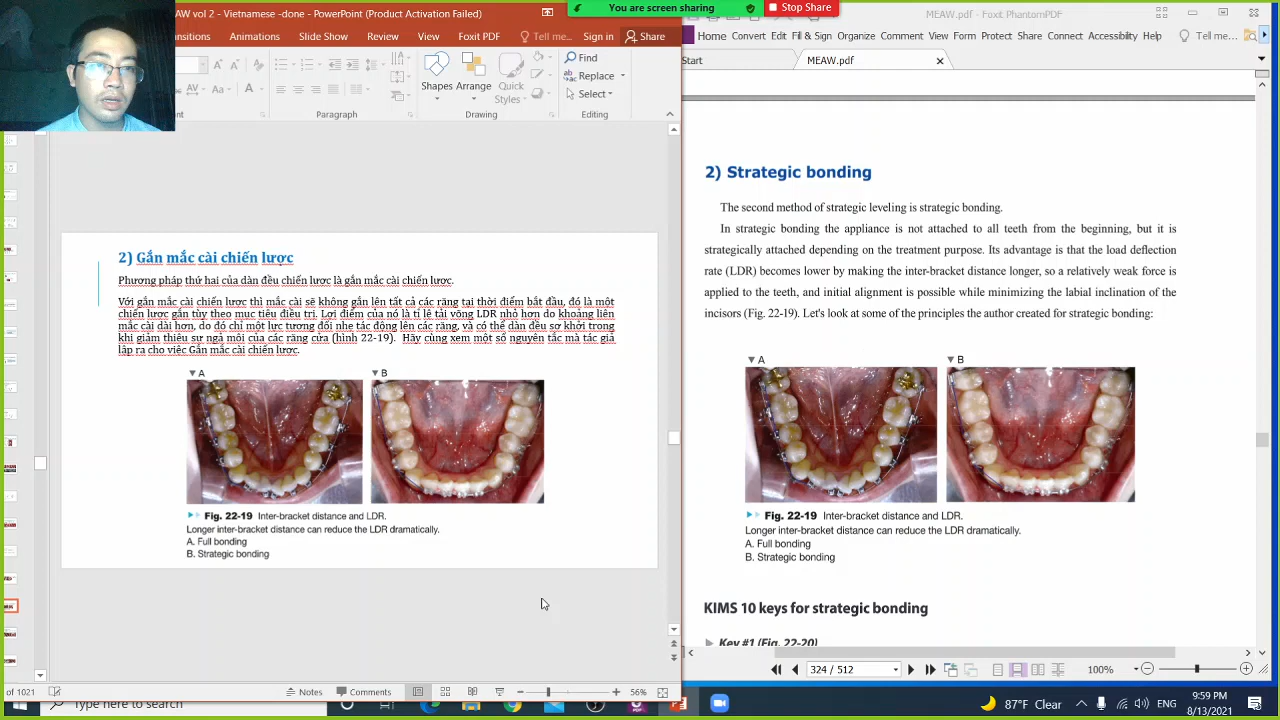 You are screen sharing
Stop Share
MEAW vol 2 - Vietnamese -done - PowerPoint (Product Activation Failed)
Animations
Slide Show
Review
View
Foxit PDF
Tell me...
Sign in
Share
Shapes
Arrange
Quick Styles
Find
Replace
Select
Paragraph
Drawing
Editing
2) Gắn mắc cài chiến lược
Phương pháp thứ hai của dàn đều chiến lược là gắn mắc cài chiến lược.
Với gắn mắc cài chiến lược thì mắc cài sẽ không gắn lên tất cả các răng tại thời điểm bắt đầu, đó là một
chiến lược gắn tùy theo mục tiêu điều trị. Lợi điểm của nó là tỉ lệ tải võng LDR nhỏ hơn do khoảng liên
mắc cài dài hơn, do đó chỉ một lực tương đối nhẹ tác động lên các răng, và có thể dàn đều sơ khởi trong
khi giảm thiểu sự ngả môi của các răng cửa (hình 22-19). Hãy cùng xem một số nguyên tắc mà tác giả
lập ra cho việc Gắn mắc cài chiến lược.
A
B
Fig. 22-19 Inter-bracket distance and LDR.
Longer inter-bracket distance can reduce the LDR dramatically.
A. Full bonding
B. Strategic bonding
of 1021
Notes
Comments
56%
MEAW.pdf - Foxit PhantomPDF
Home Convert Edit Fill & Sign Organize Comment View Form Protect Share Connect Accessibility Help
Tell me...
Start
MEAW.pdf
2) Strategic bonding
The second method of strategic leveling is strategic bonding.
In strategic bonding the appliance is not attached to all teeth from the beginning, but it is
strategically attached depending on the treatment purpose. Its advantage is that the load deflection
rate (LDR) becomes lower by making the inter-bracket distance longer, so a relatively weak force is
applied to the teeth, and initial alignment is possible while minimizing the labial inclination of the
incisors (Fig. 22-19). Let's look at some of the principles the author created for strategic bonding:
A
B
Fig. 22-19 Inter-bracket distance and LDR.
Longer inter-bracket distance can reduce the LDR dramatically.
A. Full bonding
B. Strategic bonding
KIMS 10 keys for strategic bonding
Key #1 (Fig. 22-20)
324 / 512
100%
Type here to search
87°F Clear
ENG
9:59 PM
8/13/2021